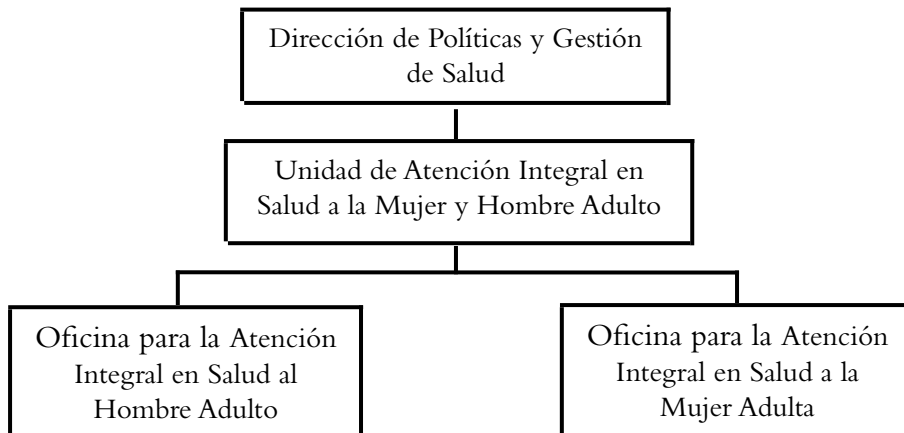 Dirección de Políticas y Gestión
de Salud
Unidad de Atención Integral en
Salud a la Mujer y Hombre Adulto
Oficina para la Atención
Integral en Salud al
Hombre Adulto
Oficina para la Atención
Integral en Salud a la
Mujer Adulta